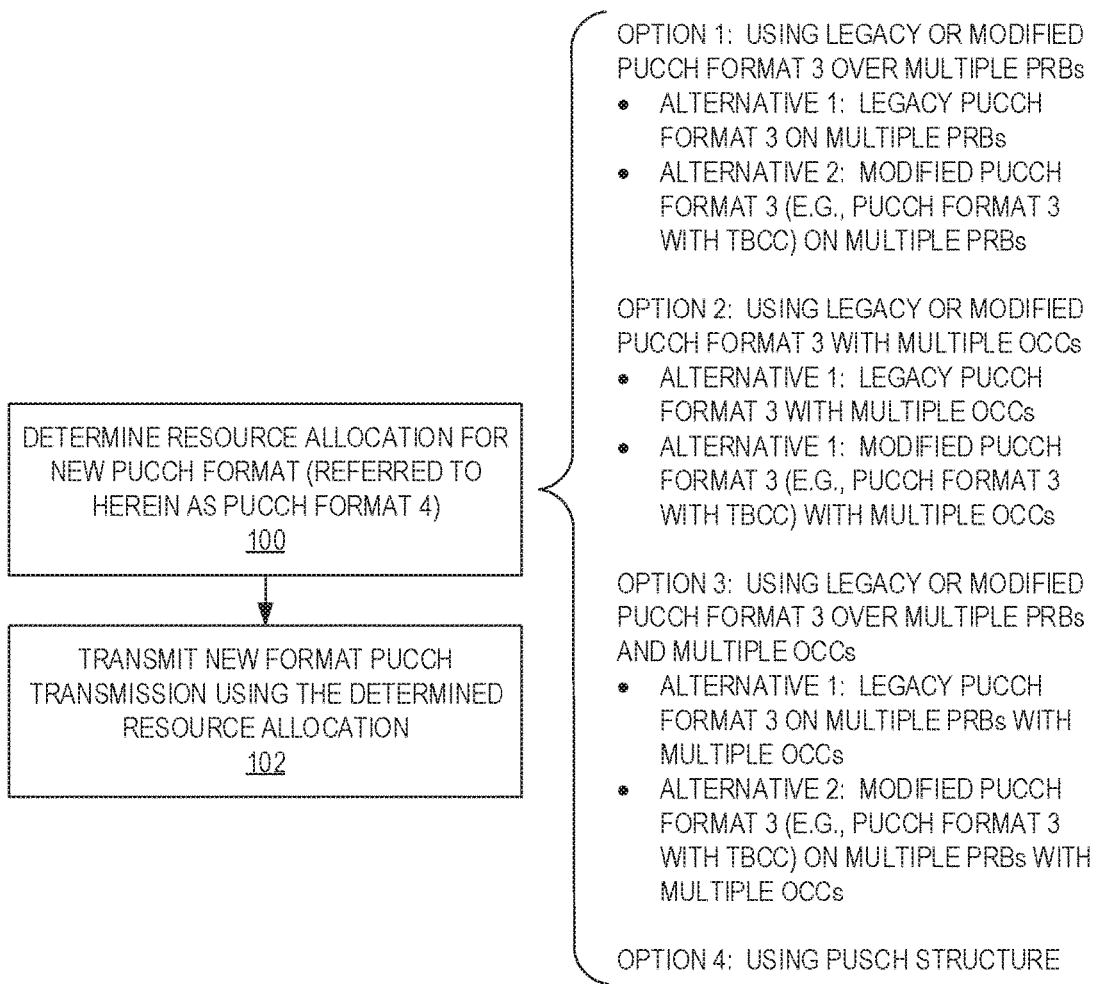 DETERMINE RESOURCE ALLOCATION FOR
NEW PUCCH FORMAT (REFERRED TO
HEREIN AS PUCCH FORMAT 4)
100
TRANSMIT NEW FORMAT PUCCH
TRANSMISSION USING THE DETERMINED
RESOURCE ALLOCATION
102
OPTION 1: USING LEGACY OR MODIFIED
PUCCH FORMAT 3 OVER MULTIPLE PRBs
• ALTERNATIVE 1: LEGACY PUCCH
FORMAT 3 ON MULTIPLE PRBs
• ALTERNATIVE 2: MODIFIED PUCCH
FORMAT 3 (E.G., PUCCH FORMAT 3
WITH TBCC) ON MULTIPLE PRBs
OPTION 2: USING LEGACY OR MODIFIED
PUCCH FORMAT 3 WITH MULTIPLE OCCs
• ALTERNATIVE 1: LEGACY PUCCH
FORMAT 3 WITH MULTIPLE OCCs
• ALTERNATIVE 1: MODIFIED PUCCH
FORMAT 3 (E.G., PUCCH FORMAT 3
WITH TBCC) WITH MULTIPLE OCCs
OPTION 3: USING LEGACY OR MODIFIED
PUCCH FORMAT 3 OVER MULTIPLE PRBs
AND MULTIPLE OCCs
• ALTERNATIVE 1: LEGACY PUCCH
FORMAT 3 ON MULTIPLE PRBs WITH
MULTIPLE OCCs
• ALTERNATIVE 2: MODIFIED PUCCH
FORMAT 3 (E.G., PUCCH FORMAT 3
WITH TBCC) ON MULTIPLE PRBs WITH
MULTIPLE OCCs
OPTION 4: USING PUSCH STRUCTURE